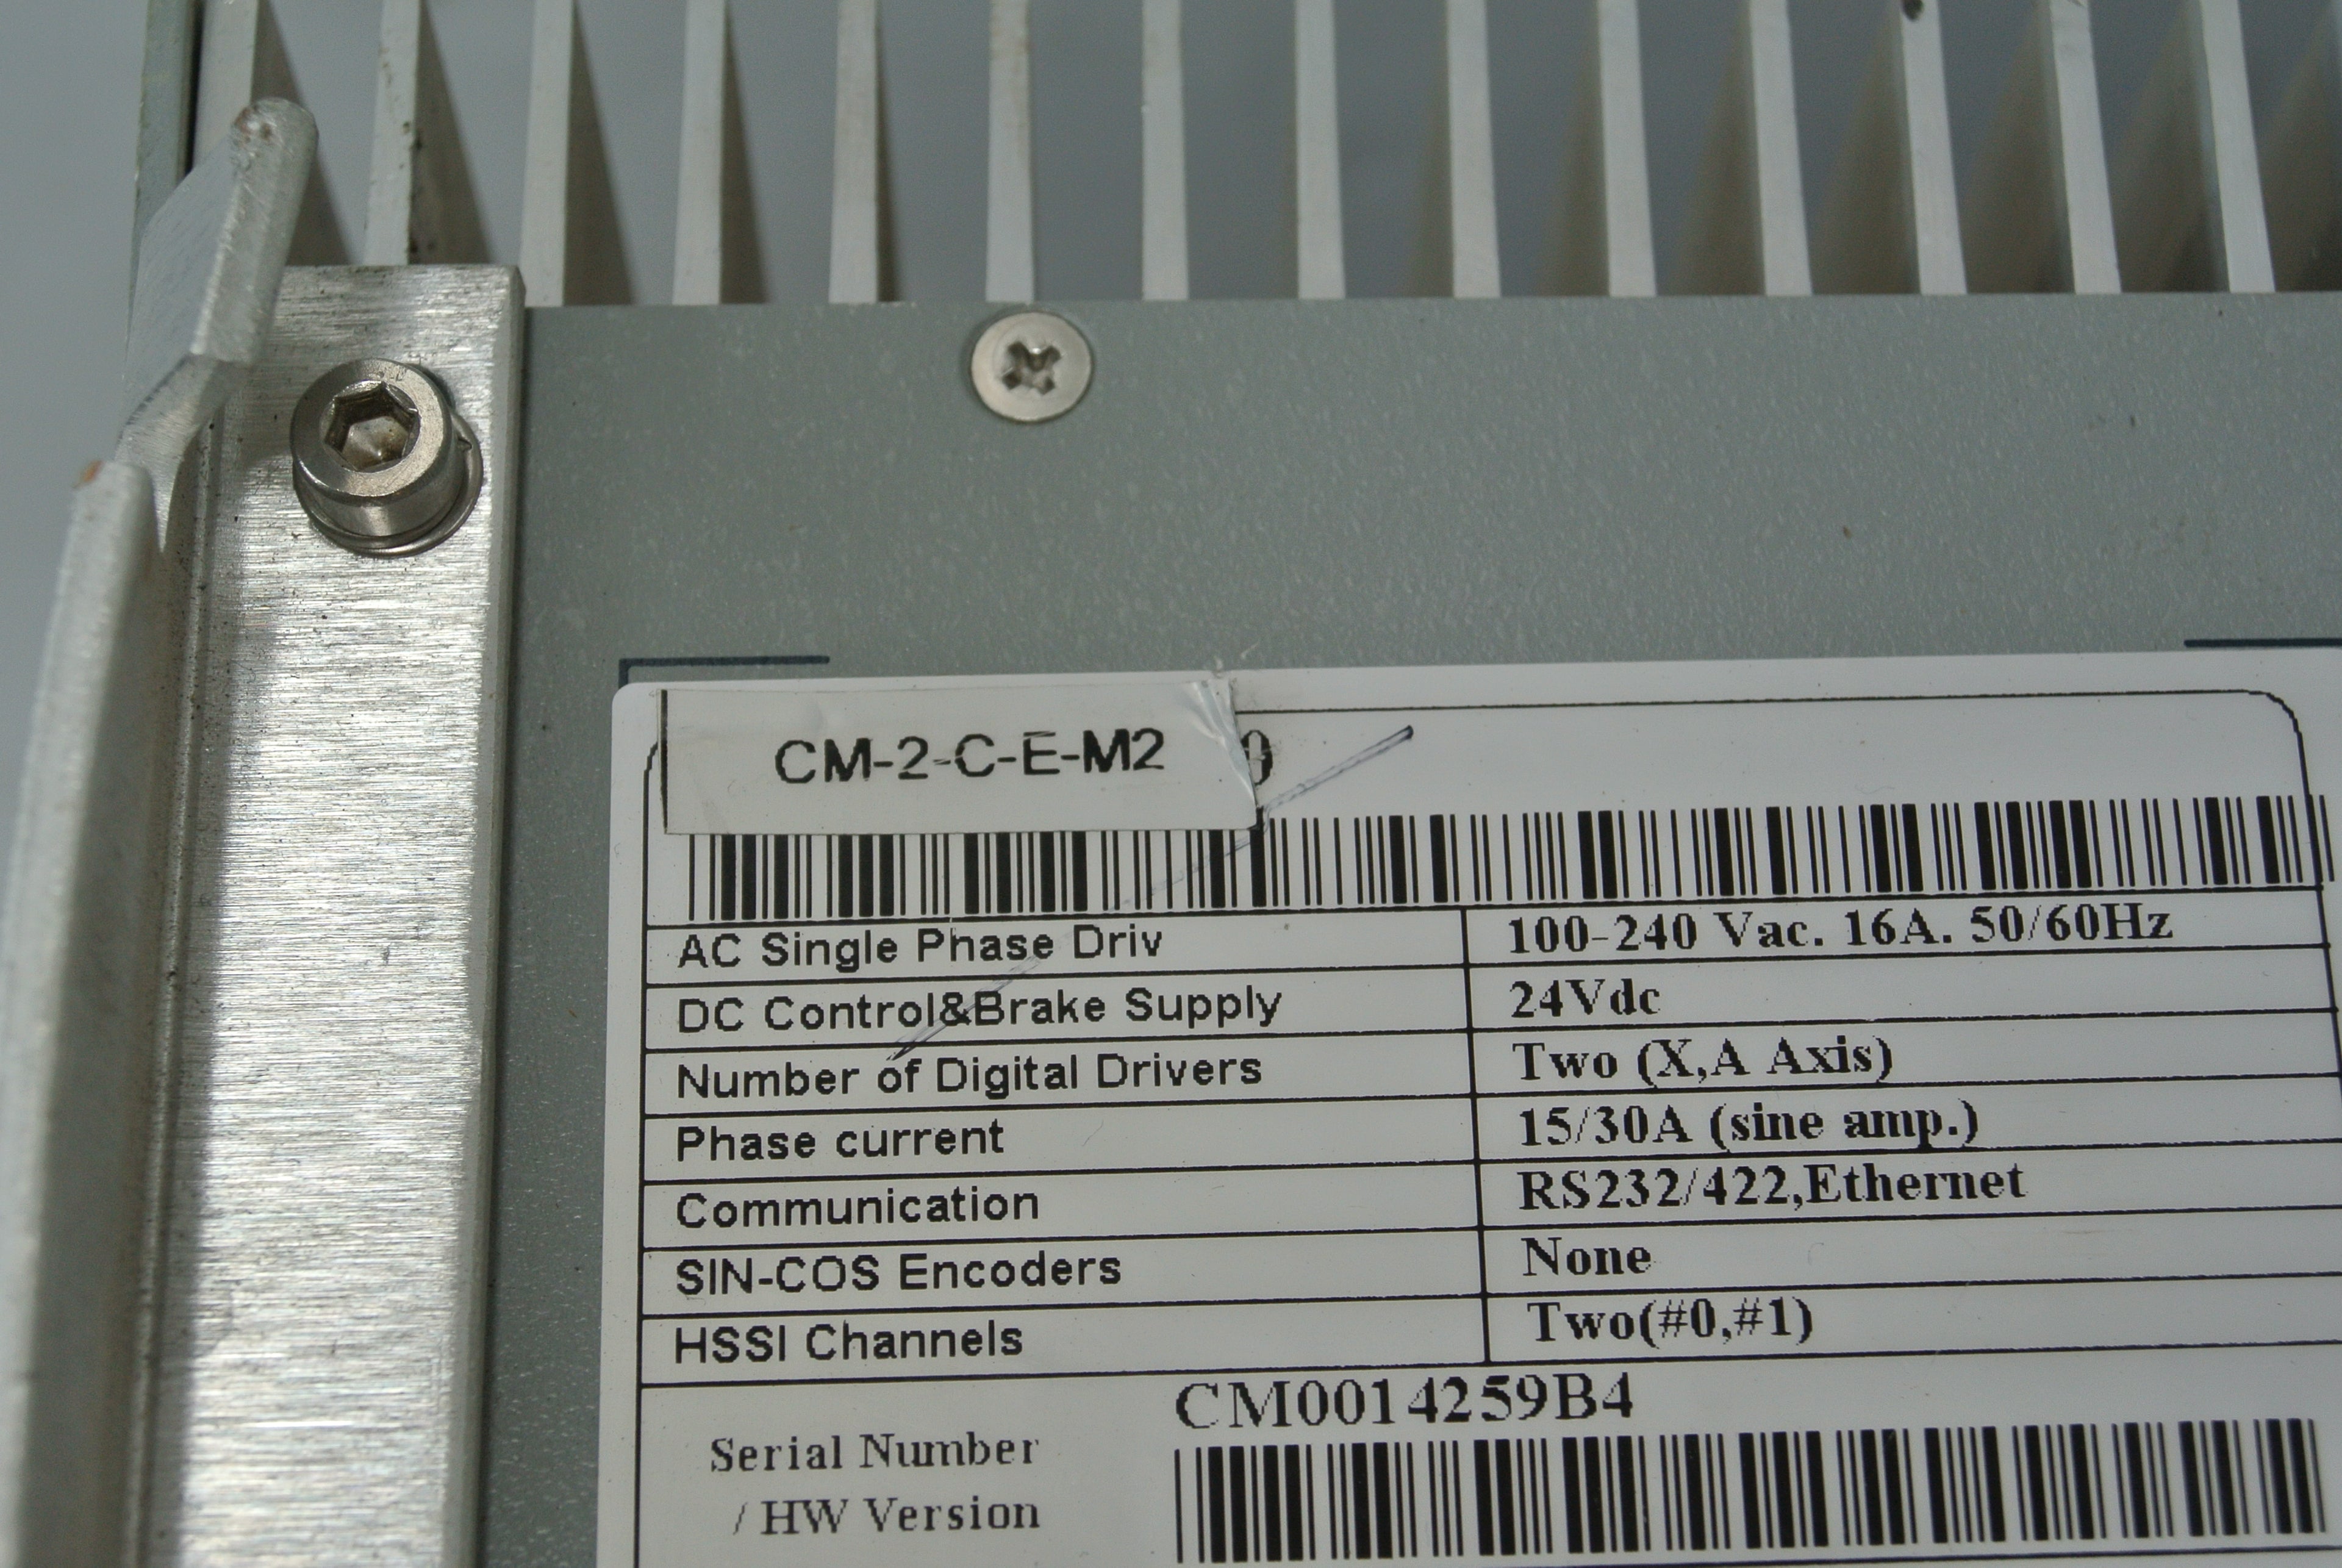 CM-2-C-E-M2 0
AC Single Phase Driv 100-240 Vac. 16A. 50/60Hz
DC Control&Brake Supply 24Vdc
Number of Digital Drivers Two (X,A Axis)
Phase current 15/30A (sine amp.)
Communication RS232/422,Ethernet
SIN-COS Encoders None
HSSI Channels Two(#0,#1)
CM0014259B4
Serial Number
/ HW Version